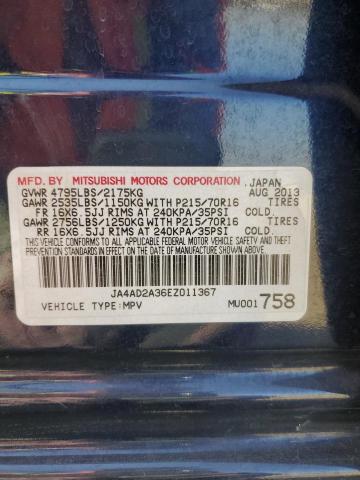 MFD. BY MITSUBISHI MOTORS CORPORATION, JAPAN
GVWR 4795LBS/2175KG AUG 2013
GAWR 2535LBS/1150KG WITH P215/70R16 TIRES
FR 16X6.5JJ RIMS AT 240KPA/35PSI COLD.
GAWR 2756LBS/1250KG WITH P215/70R16 TIRES
RR 16X6.5JJ RIMS AT 240KPA/35PSI COLD.
THIS VEHICLE CONFORMS TO ALL APPLICABLE FEDERAL MOTOR VEHICLE SAFETY AND
THEFT PREVENTION STANDARDS IN EFFECT ON THE DATE OF MANUFACTURE SHOWN ABOVE.
JA4AD2A36EZ011367
VEHICLE TYPE:MPV MU001758